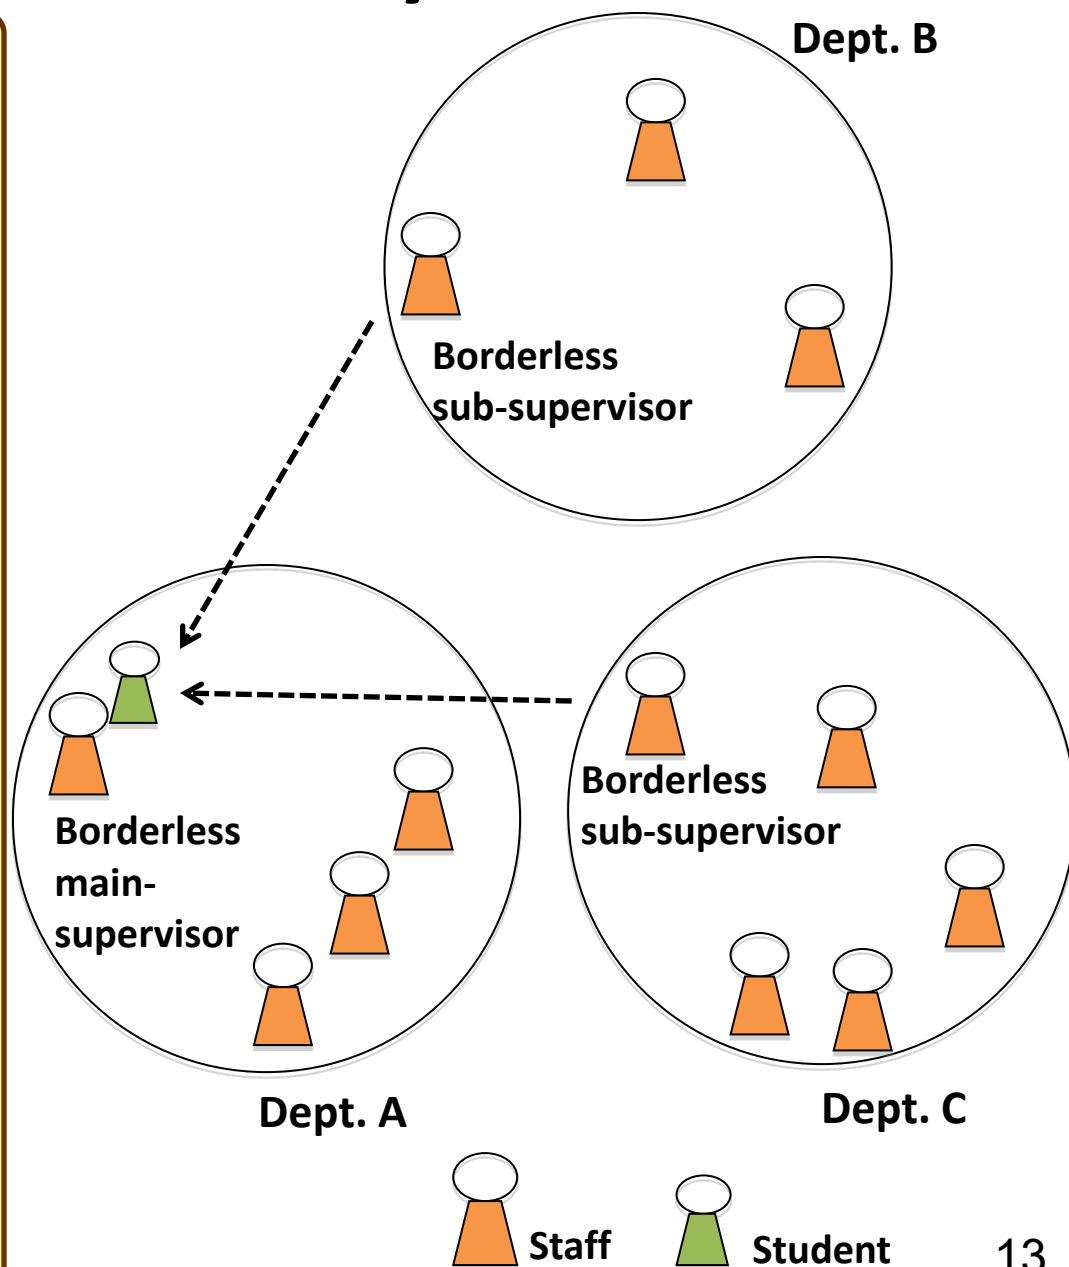 Dept. B
Borderless
sub-supervisor
Borderless
sub-supervisor
Borderless
main-
supervisor
Dept. A
Dept. C
Staff
Student
13